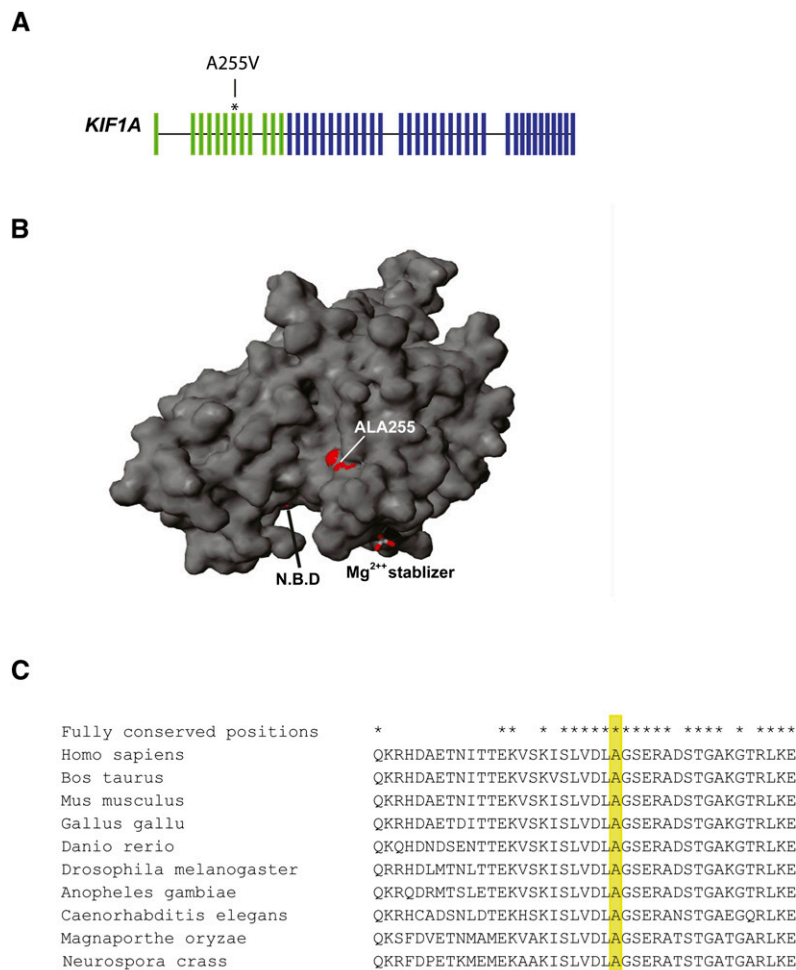 A
A255V
*
KIF1A
B
ALA255
N.B.D
Mg2++ stablizer
C
Fully conserved positions * ** * ********** **** * ****
Homo sapiens QKRHDAETNITTEKVSKISLVDLAGSERADSTGAKGTRLKE
Bos taurus QKRHDAETNITTEKVSKVSLVDLAGSERADSTGAKGTRLKE
Mus musculus QKRHDAETNITTEKVSKISLVDLAGSERADSTGAKGTRLKE
Gallus gallu QKRHDAETDITTEKVSKISLVDLAGSERADSTGAKGTRLKE
Danio rerio QKQHDNDSENTTEKVSKISLVDLAGSERADSTGAKGTRLKE
Drosophila melanogaster QRRHDLMTNLTTEKVSKISLVDLAGSERADSTGAKGTRLKE
Anopheles gambiae QKRQDRMTSLETEKVSKISLVDLAGSERADSTGAKGTRLKE
Caenorhabditis elegans QKRHCADSNLDTEKHSKISLVDLAGSERANSTGAEGQRLKE
Magnaporthe oryzae QKSFDVETNMAMEKVAKISLVDLAGSERATSTGATGARLKE
Neurospora crass QKRFDPETKMEMEKAAKISLVDLAGSERATSTGATGARLKE